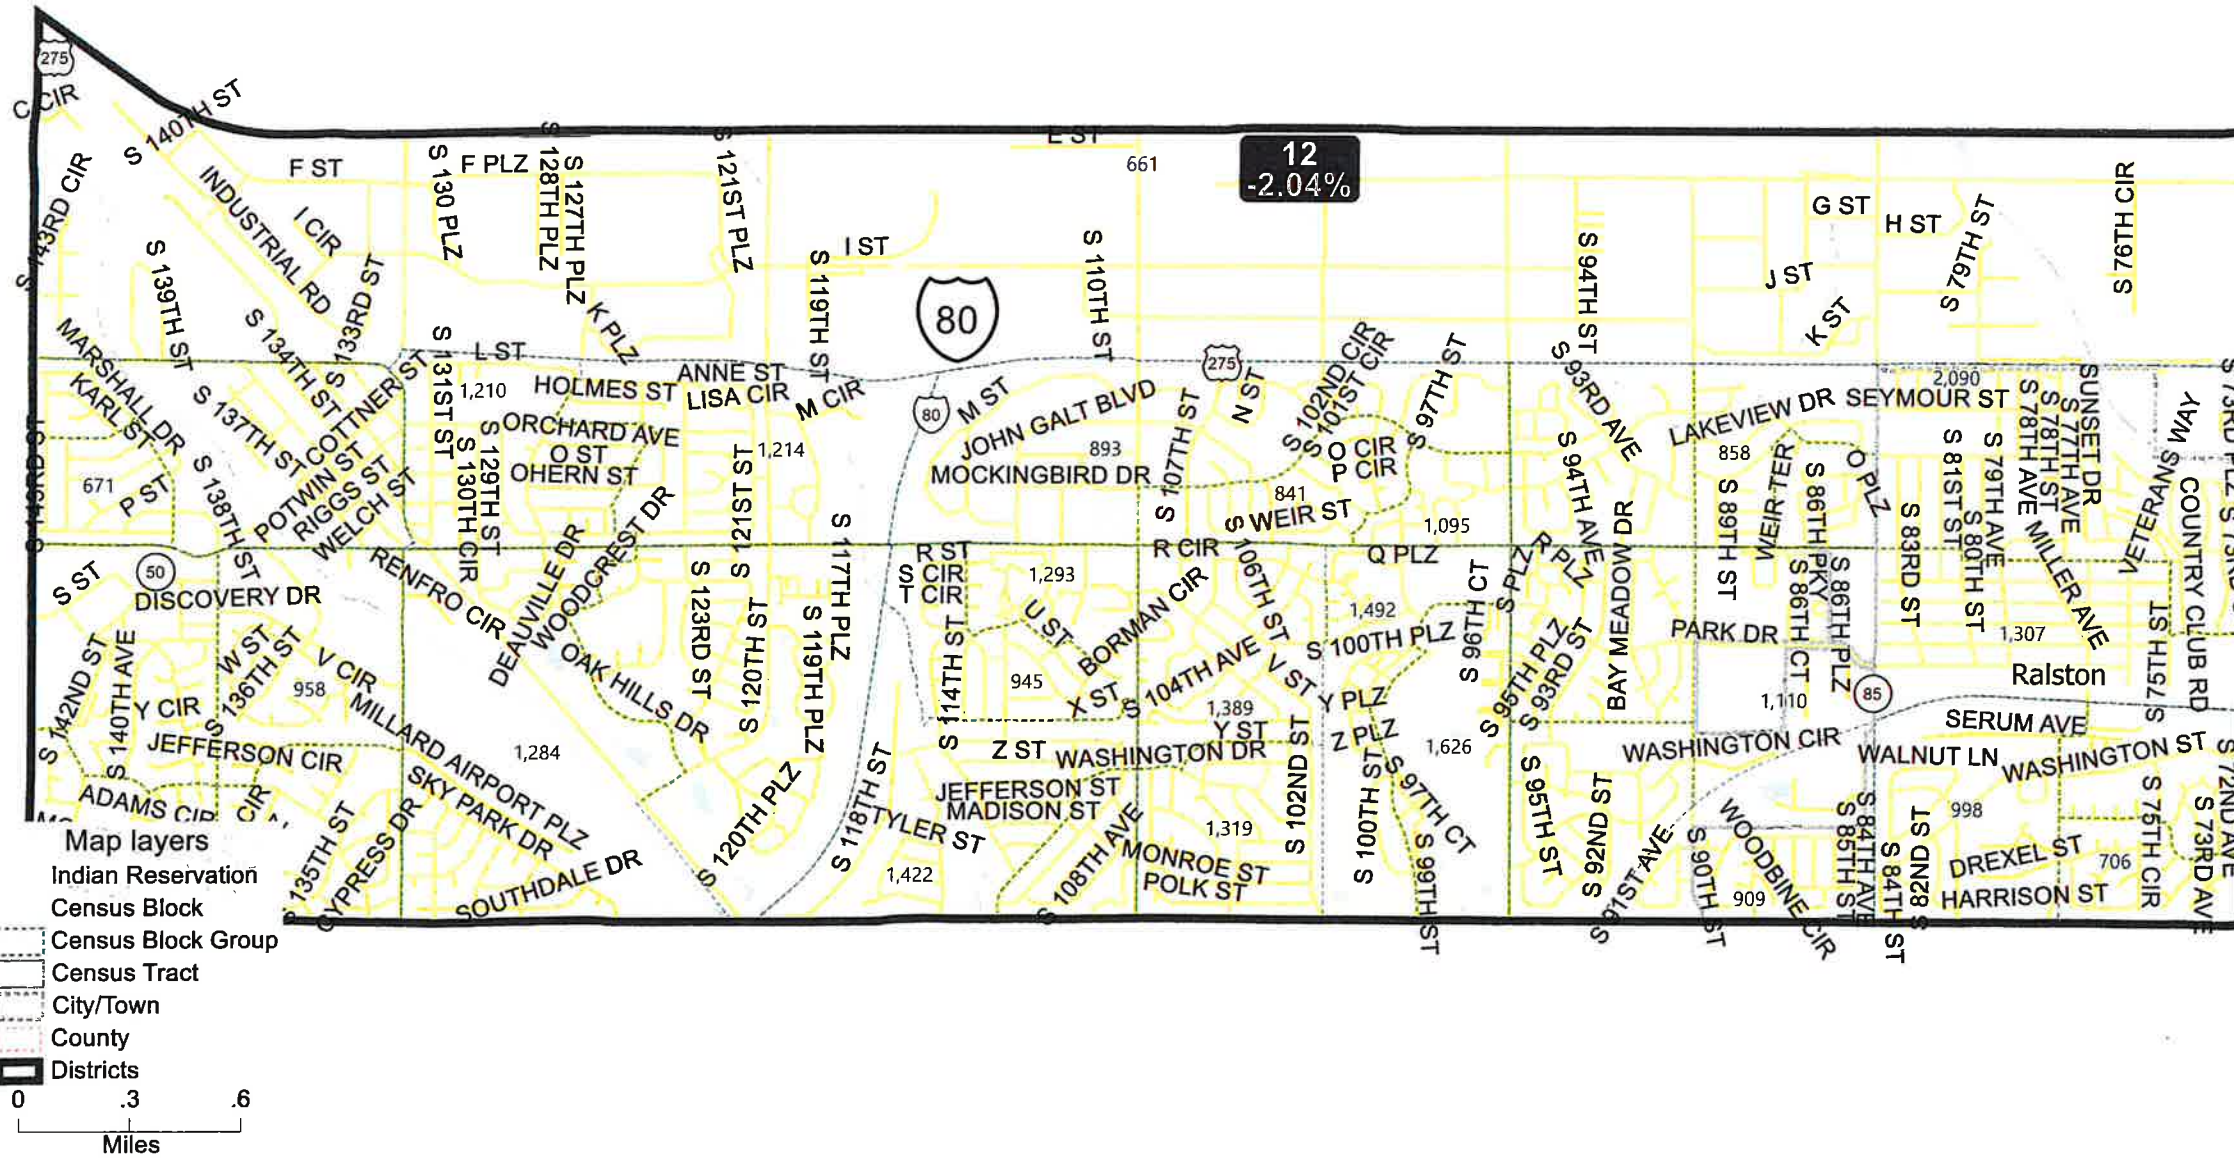 275
C CIR
S 140TH ST
E ST
661
12
-2.04%
S 143RD CIR
F ST
F PLZ
S 130 PLZ
S 128TH PLZ
S 127TH PLZ
S 121ST PLZ
INDUSTRIAL RD
I CIR
S 139TH ST
S 133RD ST
S 134TH ST
K PLZ
S 119TH ST
I ST
80
S 110TH ST
S 94TH ST
G ST
H ST
J ST
K ST
S 79TH ST
S 76TH CIR
MARSHALL DR
KARL ST
S 137TH ST
COTTNER ST
S 131ST ST
L ST
1,210
HOLMES ST
ANNE ST
LISA CIR
M CIR
80
M ST
JOHN GALT BLVD
893
MOCKINGBIRD DR
S 107TH ST
275
N ST
S 102ND CIR
S 101ST CIR
S 97TH ST
O CIR
P CIR
841
S WEIR ST
1,095
S 93RD AVE
S 94TH AVE
LAKEVIEW DR
858
WEIR TER
S 89TH ST
S 86TH PKY
O PLZ
2,090
SEYMOUR ST
S 83RD ST
S 81ST ST
S 80TH ST
S 79TH AVE
S 78TH AVE
S 78TH ST
S 77TH AVE
SUNSET DR
MILLER AVE
VETERANS WAY
COUNTRY CLUB RD
S 73RD PLZ
S 143RD ST
671
P ST
S 138TH ST
POTWIN ST
RIGGS ST
WELCH ST
S 130TH CIR
S 129TH ST
ORCHARD AVE
O ST
OHERN ST
1,214
S 121ST ST
S 117TH PLZ
50
S ST
DISCOVERY DR
RENFRO CIR
DEAUVILLE DR
WOODCREST DR
OAK HILLS DR
S 123RD ST
S 120TH ST
S 119TH PLZ
R ST
S CIR
T CIR
1,293
U ST
BORMAN CIR
R CIR
S 106TH ST
Q PLZ
1,492
S 100TH PLZ
S 96TH CT
S PLZ
R PLZ
BAY MEADOW DR
PARK DR
S 86TH CT
S 86TH PLZ
1,307
Ralston
S 75TH ST
S 142ND ST
S 140TH AVE
W ST
S 136TH ST
V CIR
958
Y CIR
JEFFERSON CIR
MILLARD AIRPORT PLZ
1,284
S 114TH ST
945
X ST
S 104TH AVE
V ST
1,389
Y ST
Y PLZ
Z PLZ
Z ST
WASHINGTON DR
1,626
S 95TH PLZ
S 93RD ST
1,110
85
SERUM AVE
WASHINGTON CIR
WALNUT LN
WASHINGTON ST
ADAMS CIR
CIR
S 135TH ST
CYPRESS DR
SKY PARK DR
SOUTHDALE DR
S 120TH PLZ
S 118TH ST
TYLER ST
1,422
JEFFERSON ST
MADISON ST
S 108TH AVE
1,319
MONROE ST
POLK ST
S 102ND ST
S 100TH ST
S 97TH CT
S 99TH ST
S 95TH ST
S 92ND ST
S 91ST AVE
S 90TH ST
WOODBINE CIR
909
S 85TH ST
S 84TH AVE
S 84TH ST
S 82ND ST
998
DREXEL ST
HARRISON ST
706
S 75TH CIR
S 73RD AVE
S 72ND AVE
Map layers
Indian Reservation
Census Block
Census Block Group
Census Tract
City/Town
County
Districts
0 .3 .6
Miles